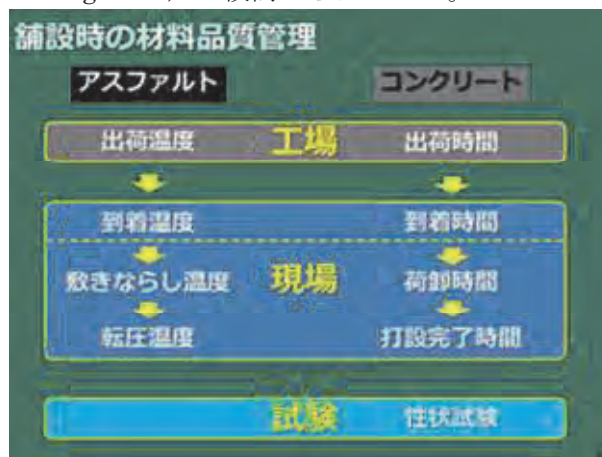 舗設時の材料品質管理
アスファルト コンクリート
出荷温度 工場 出荷時間
到着温度 到着時間
敷きならし温度 現場 荷卸時間
転圧温度 打設完了時間
試験 性状試験